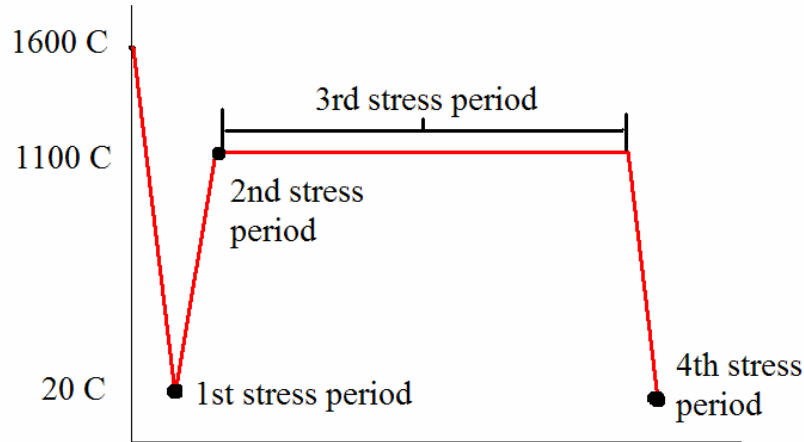 1600 C
3rd stress period
1100 C
2nd stress
period
20 C
1st stress period
4th stress
period